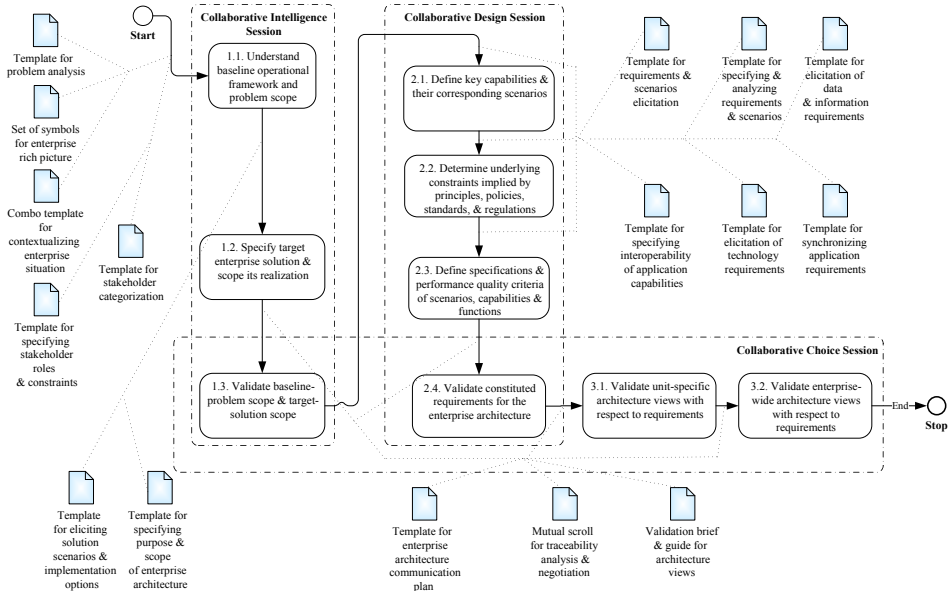 Start
Collaborative Intelligence
Session
1.1. Understand
baseline operational
framework and
problem scope
1.2. Specify target
enterprise solution &
scope its realization
1.3. Validate baseline-
problem scope & target-
solution scope
Collaborative Design Session
2.1. Define key capabilities &
their corresponding scenarios
2.2. Determine underlying
constraints implied by
principles, policies,
standards, & regulations
2.3. Define specifications &
performance quality criteria
of scenarios, capabilities &
functions
2.4. Validate constituted
requirements for the
enterprise architecture
Collaborative Choice Session
3.1. Validate unit-specific
architecture views with
respect to requirements
3.2. Validate enterprise-
wide architecture views
with respect to
requirements
End
Stop
Template for
problem analysis
Set of symbols
for enterprise
rich picture
Combo template
for
contextualizing
enterprise
situation
Template for
stakeholder
categorization
Template for
specifying
stakeholder
roles
& constraints
Template
for eliciting
solution
scenarios &
implementation
options
Template for
specifying
purpose &
scope
of enterprise
architecture
Template for
requirements &
scenarios
elicitation
Template for
specifying &
analyzing
requirements
& scenarios
Template for
elicitation of
data
& information
requirements
Template for
specifying
interoperability
of application
capabilities
Template for
elicitation of
technology
requirements
Template for
synchronizing
application
requirements
Template for
enterprise
architecture
communication
plan
Mutual scroll
for traceability
analysis &
negotiation
Validation brief
& guide for
architecture
views